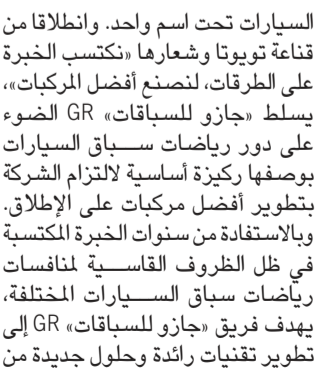 السيارات تحت اسم واحد. وانطلاقا من
قناعة تويوتا وشعارها «نكتسب الخبرة
على الطرقات، لنصنع أفضل المركبات»،
يسلط «جازو للسباقات» GR الضوء
على دور رياضات ســـباق السيارات
بوصفها ركيزة أساسية لالتزام الشركة
بتطوير أفضل مركبات على الإطلاق.
وبالاستفادة من سنوات الخبرة المكتسبة
في ظل الظروف القاســـية لمنافسات
رياضات سباق الســـيارات المختلفة،
يهدف فريق «جازو للسباقات» GR إلى
تطوير تقنيات رائدة وحلول جديدة من